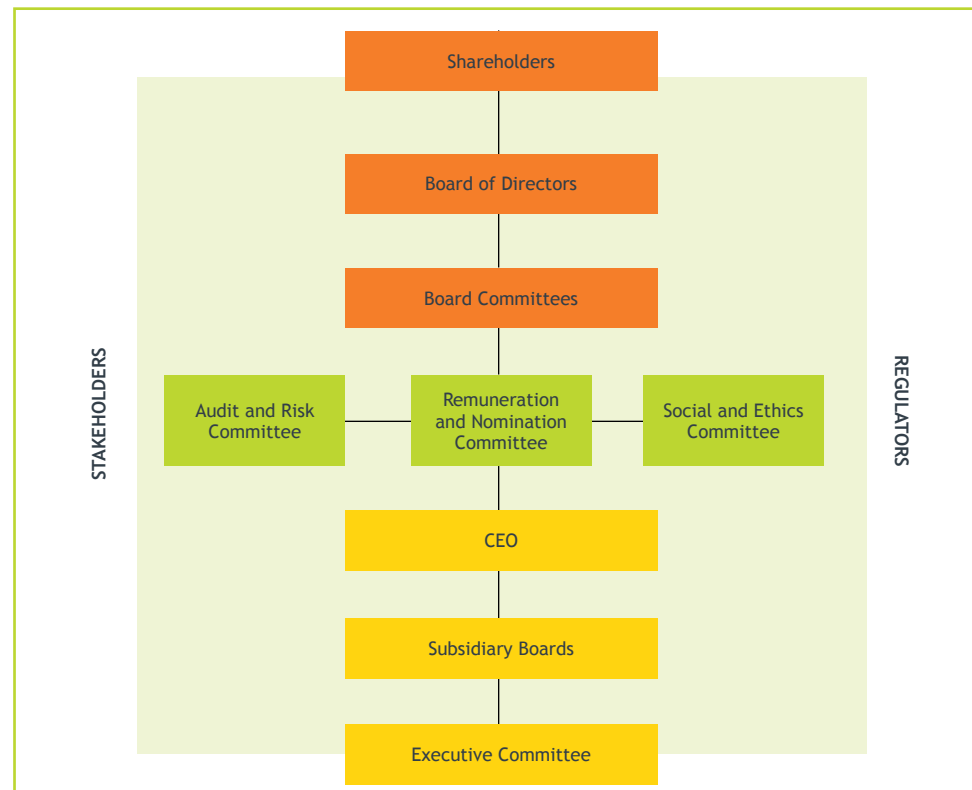 Shareholders
Board of Directors
Board Committees
STAKEHOLDERS
Audit and Risk
Committee
Remuneration
and Nomination
Committee
Social and Ethics
Committee
REGULATORS
CEO
Subsidiary Boards
Executive Committee